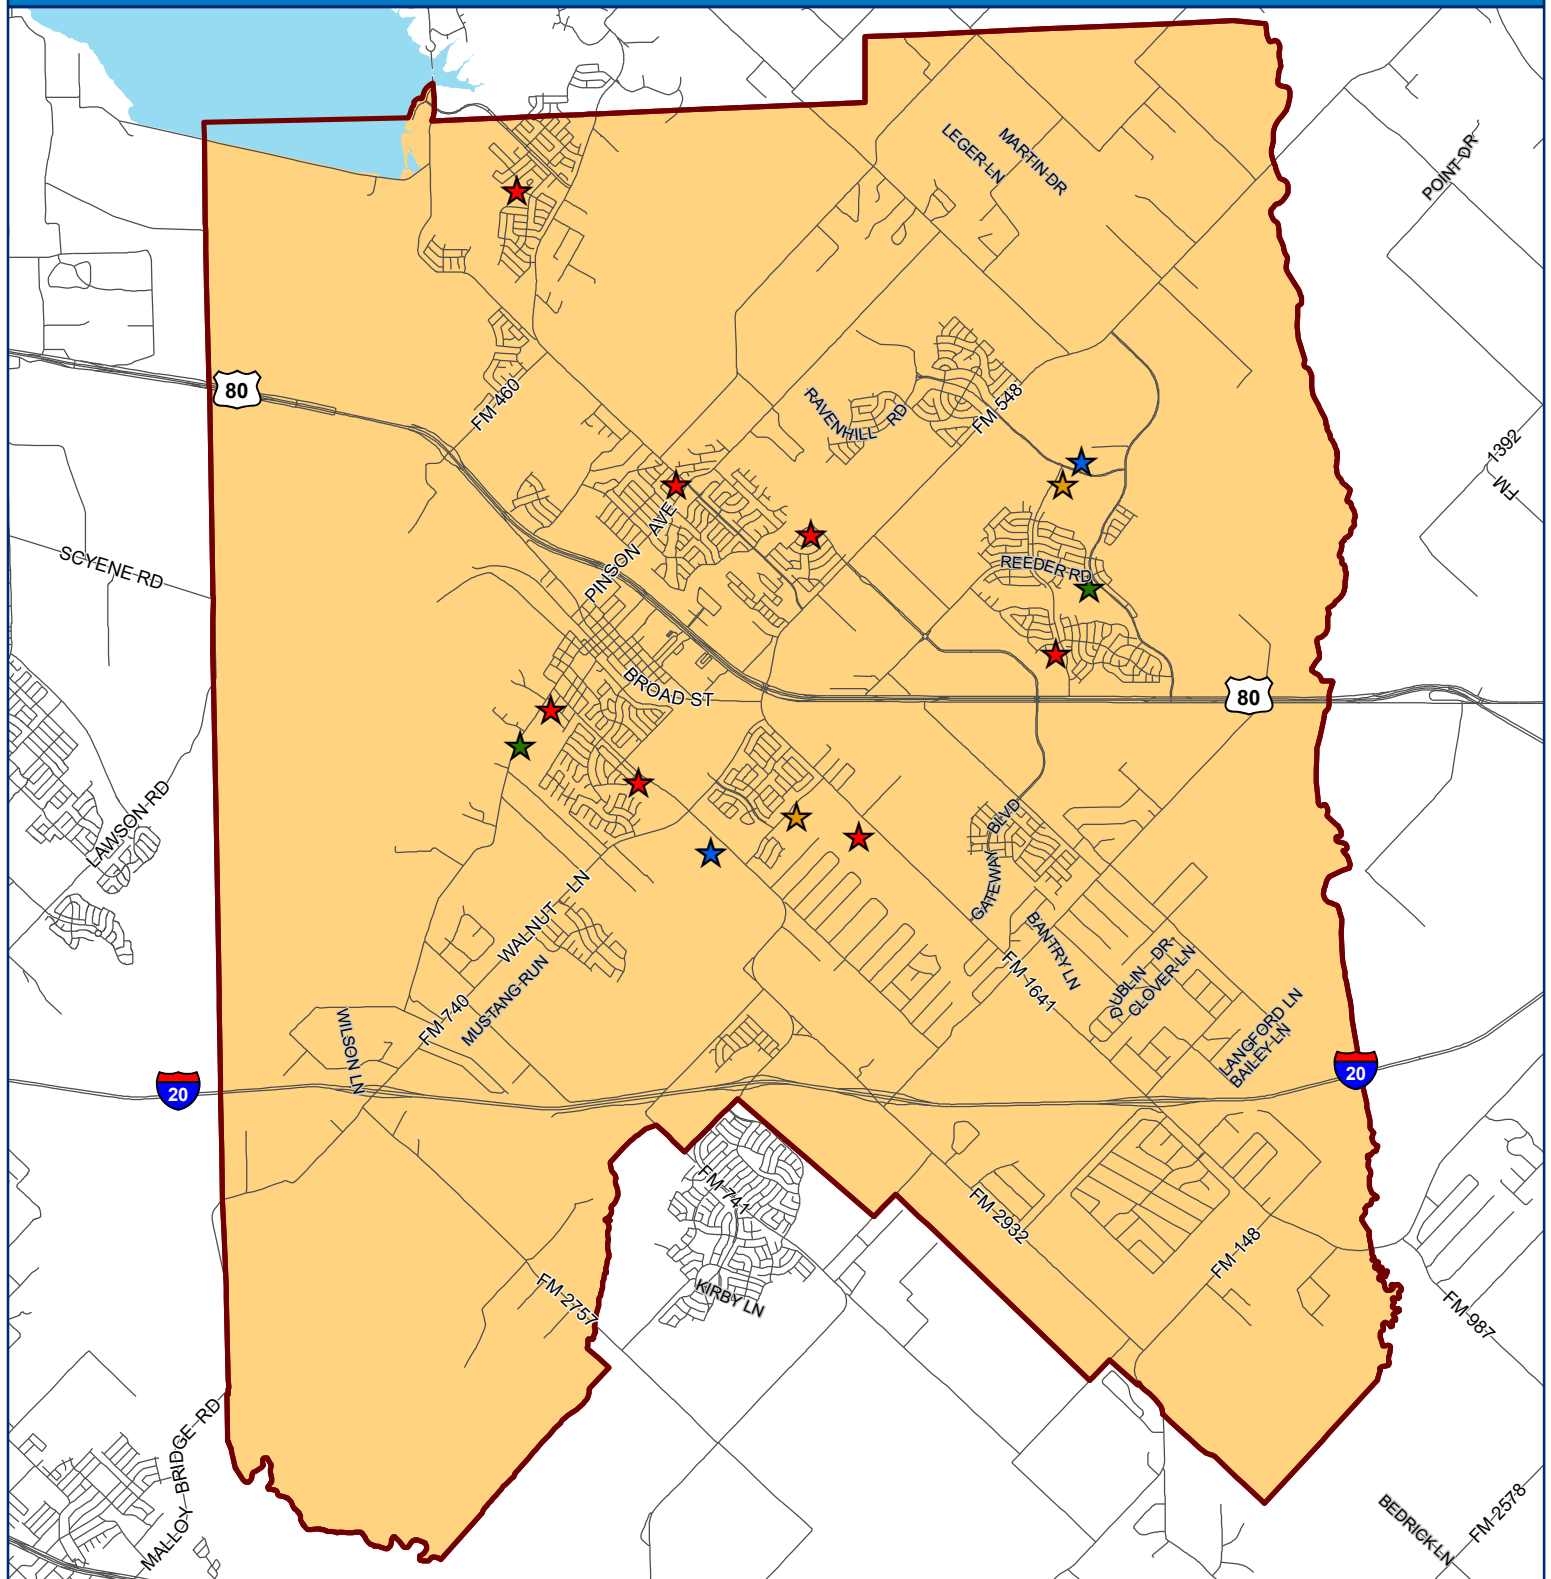 LEGER LN
MARTIN DR
POINT DR
80
FM 460
RAVENHILL RD
FM 548
1392
FM
SCYENE RD
PINSON AVE
REEDER RD
BROAD ST
80
LAWSON RD
GATEWAY BLVD
WALNUT LN
BANTRY LN
FM 1641
DUBLIN DR
CLOVER LN
MUSTANG RUN
FM 740
WILSON LN
LANGFORD LN
BAILEY LN
20
20
FM 741
FM 2932
FM 148
KIRBY LN
FM 2757
FM 987
MALLOY BRIDGE RD
BEDRICK LN
FM 2578